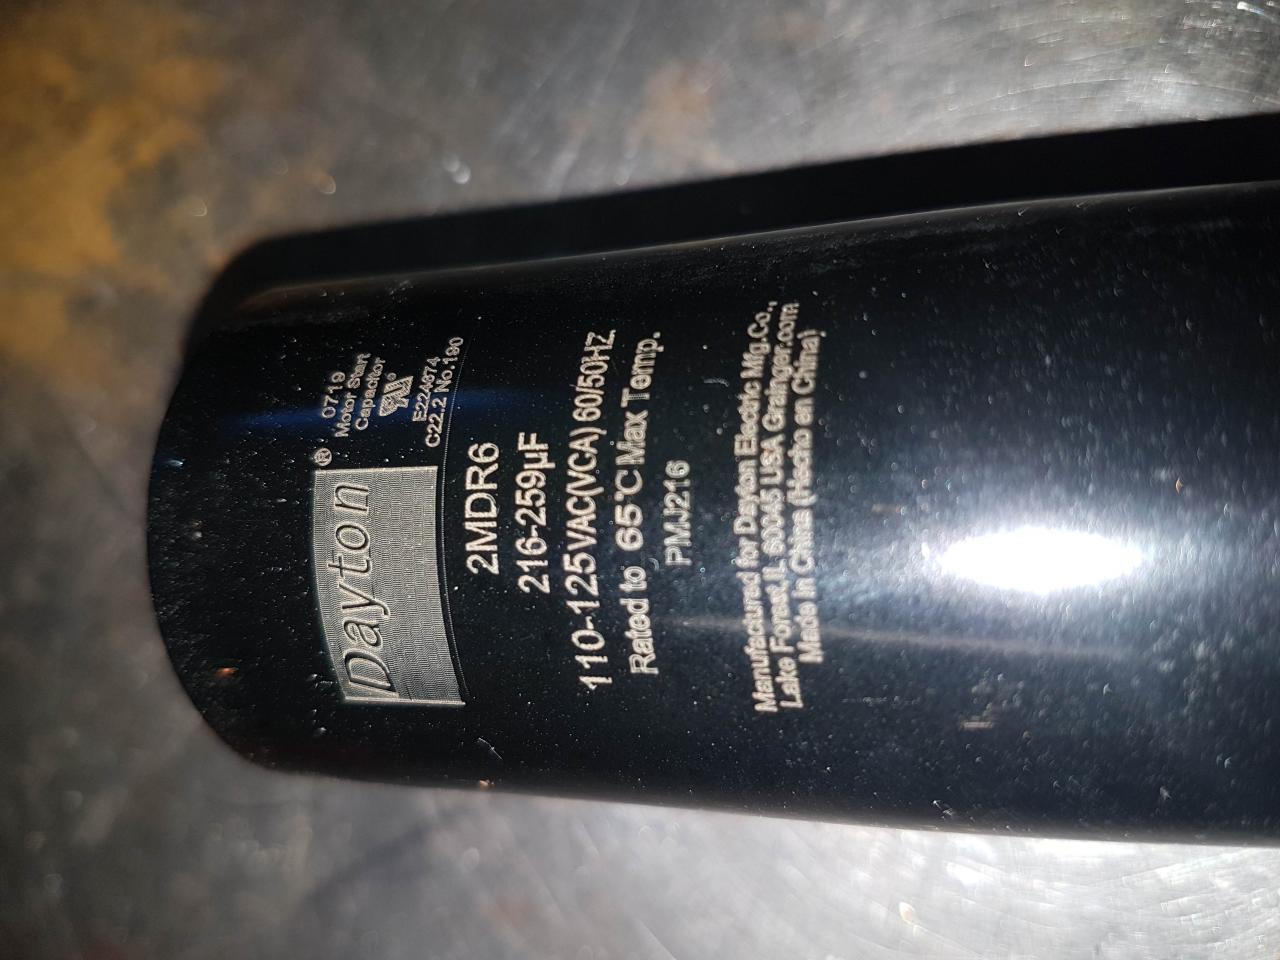 Dayton®
0719
Motor Start
Capacitor
E224074
C22.2 No.190
2MDR6
216-259µF
110-125VAC(VCA) 60/50HZ
Rated to 65°C Max Temp.
PMJ216
Manufactured for Dayton Electric Mfg.Co.,
Lake Forest,IL 60045 USA Grainger.com
Made in China (Hecho en China)